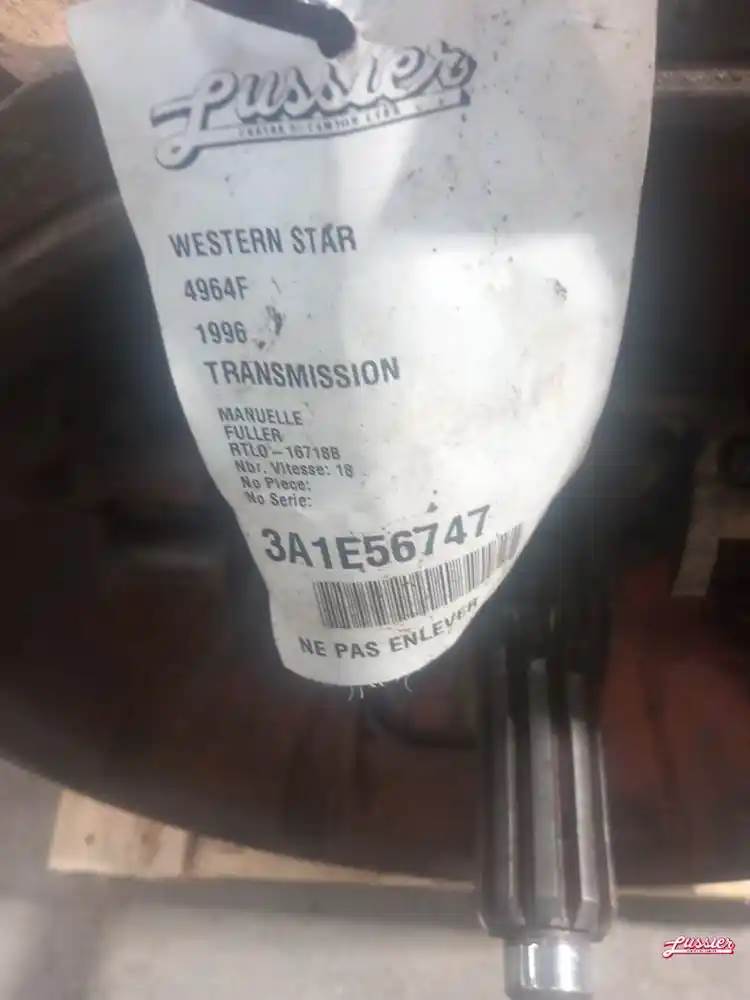 Lussier
WESTERN STAR
4964F
1996
TRANSMISSION
MANUELLE
FULLER
RTLO-16718B
Nbr. Vitesse: 18
No Piece:
No Serie:
3A1E56747
NE PAS ENLEVER
Lussier